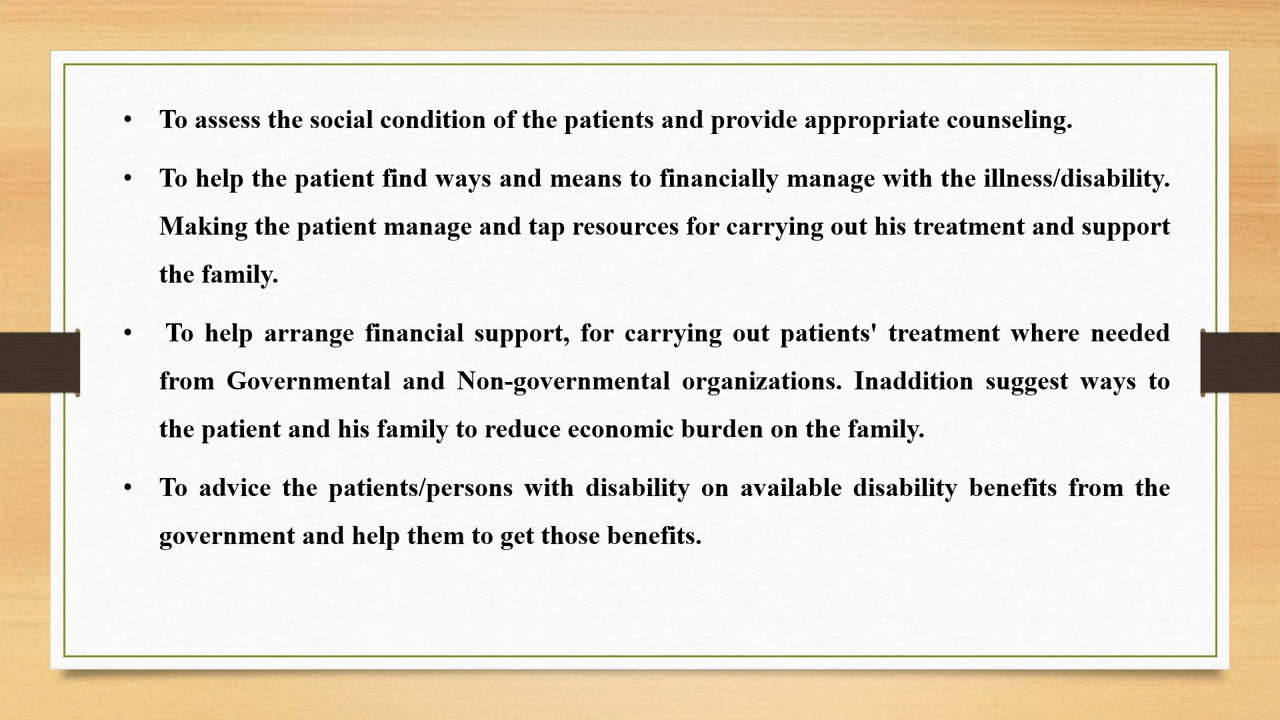 • To assess the social condition of the patients and provide appropriate counseling.
• To help the patient find ways and means to financially manage with the illness/disability.
Making the patient manage and tap resources for carrying out his treatment and support
the family.
• To help arrange financial support, for carrying out patients' treatment where needed
from Governmental and Non-governmental organizations. Inaddition suggest ways to
the patient and his family to reduce economic burden on the family.
• To advice the patients/persons with disability on available disability benefits from the
government and help them to get those benefits.